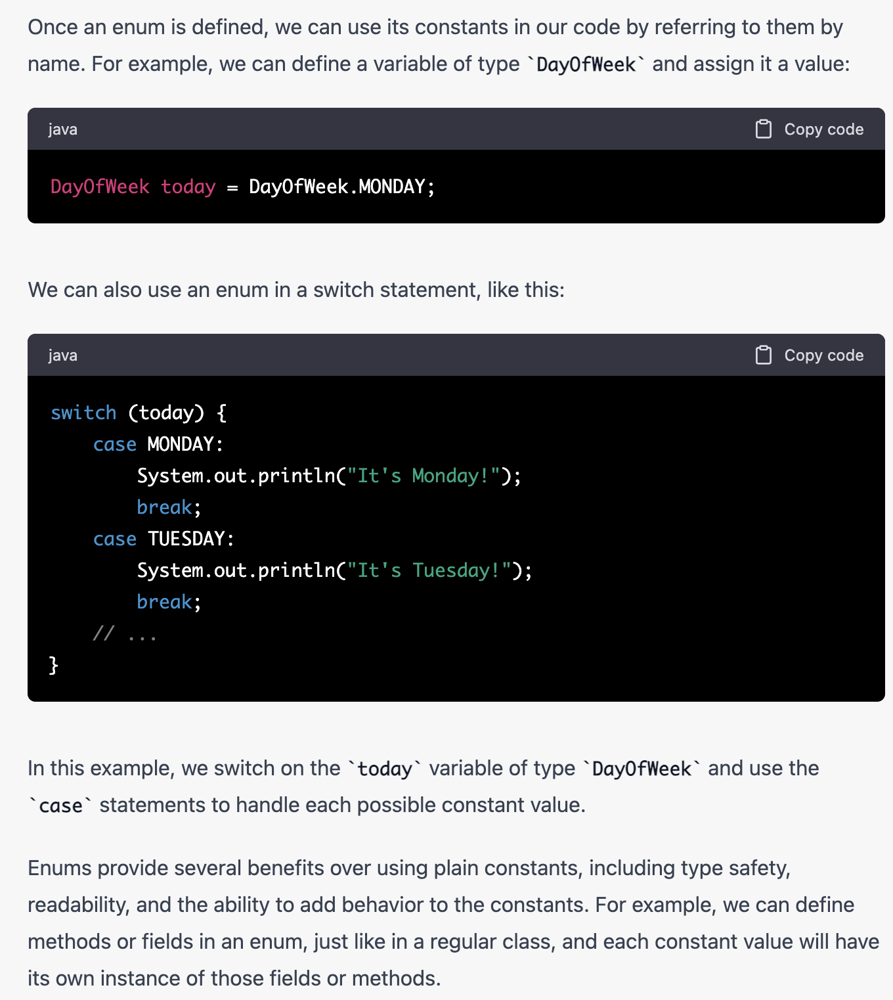 Once an enum is defined, we can use its constants in our code by referring to them by
name. For example, we can define a variable of type `DayOfWeek` and assign it a value:
java
Copy code
DayOfWeek today = DayOfWeek.MONDAY;
We can also use an enum in a switch statement, like this:
java
Copy code
switch (today) {
    case MONDAY:
        System.out.println("It's Monday!");
        break;
    case TUESDAY:
        System.out.println("It's Tuesday!");
        break;
    // ...
}
In this example, we switch on the `today` variable of type `DayOfWeek` and use the
`case` statements to handle each possible constant value.
Enums provide several benefits over using plain constants, including type safety,
readability, and the ability to add behavior to the constants. For example, we can define
methods or fields in an enum, just like in a regular class, and each constant value will have
its own instance of those fields or methods.